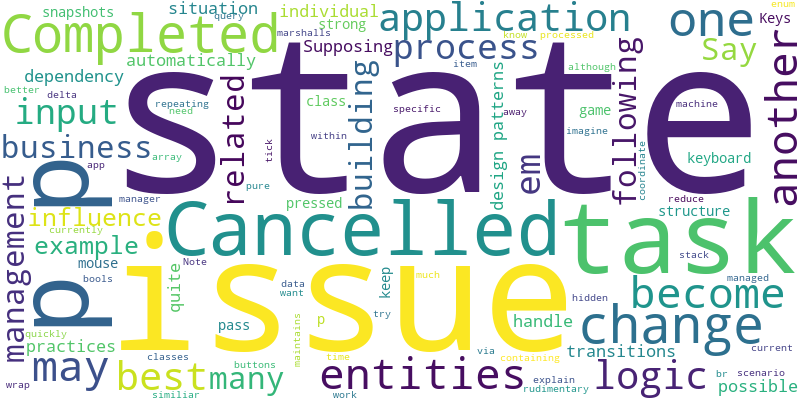 snapshots
situation
query
individual
strong
application
one
know
processed
enum
Keys
Completed
marshalls
Supposing
process
Say
automatically
dependency
better
delta
repeating
need
input
state
class
item
although
related
building
tick
within
specific
away
design patterns
game
imagine
following
machine
another
business
array
app
pp
pure
em
coordinate
keyboard
reduce
manager
pressed
management
influence
currently
Cancelled
task
structure
example
Note
stack
mouse
bools
issue
quite
keep
data
want
much
try
hidden
managed
become
quickly
practices
pass
maintains
p
handle
change
transitions
br
current
may
classes
buttons
time
via
containing
explain
scenario
best
many
entities
logic
possible
wrap
similiar
work
rudimentary